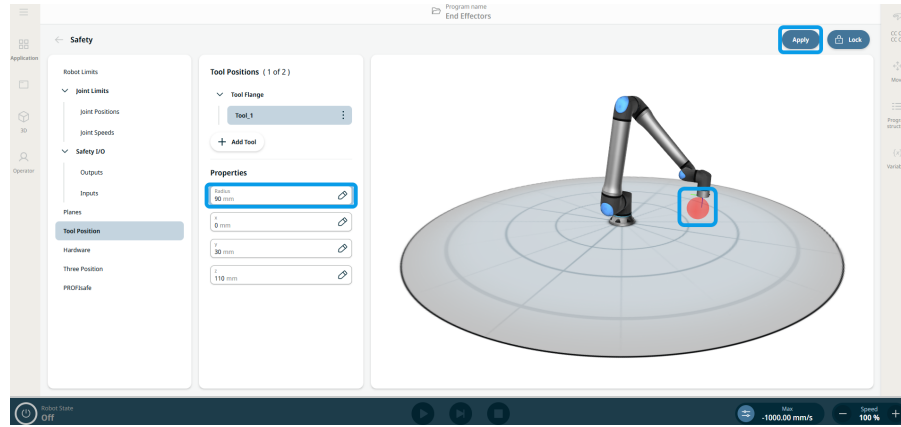 Program name
End Effectors
Safety
Apply
Lock
Application
3D
Operator
Robot Limits
Joint Limits
Joint Positions
Joint Speeds
Safety I/O
Outputs
Inputs
Planes
Tool Position
Hardware
Three Position
PROFIsafe
Tool Positions ( 1 of 2 )
Tool Flange
Tool_1
+ Add Tool
Properties
Radius
90 mm
X
0 mm
Y
30 mm
Z
110 mm
Robot State
Off
Max
-1000.00 mm/s
Speed
100 %